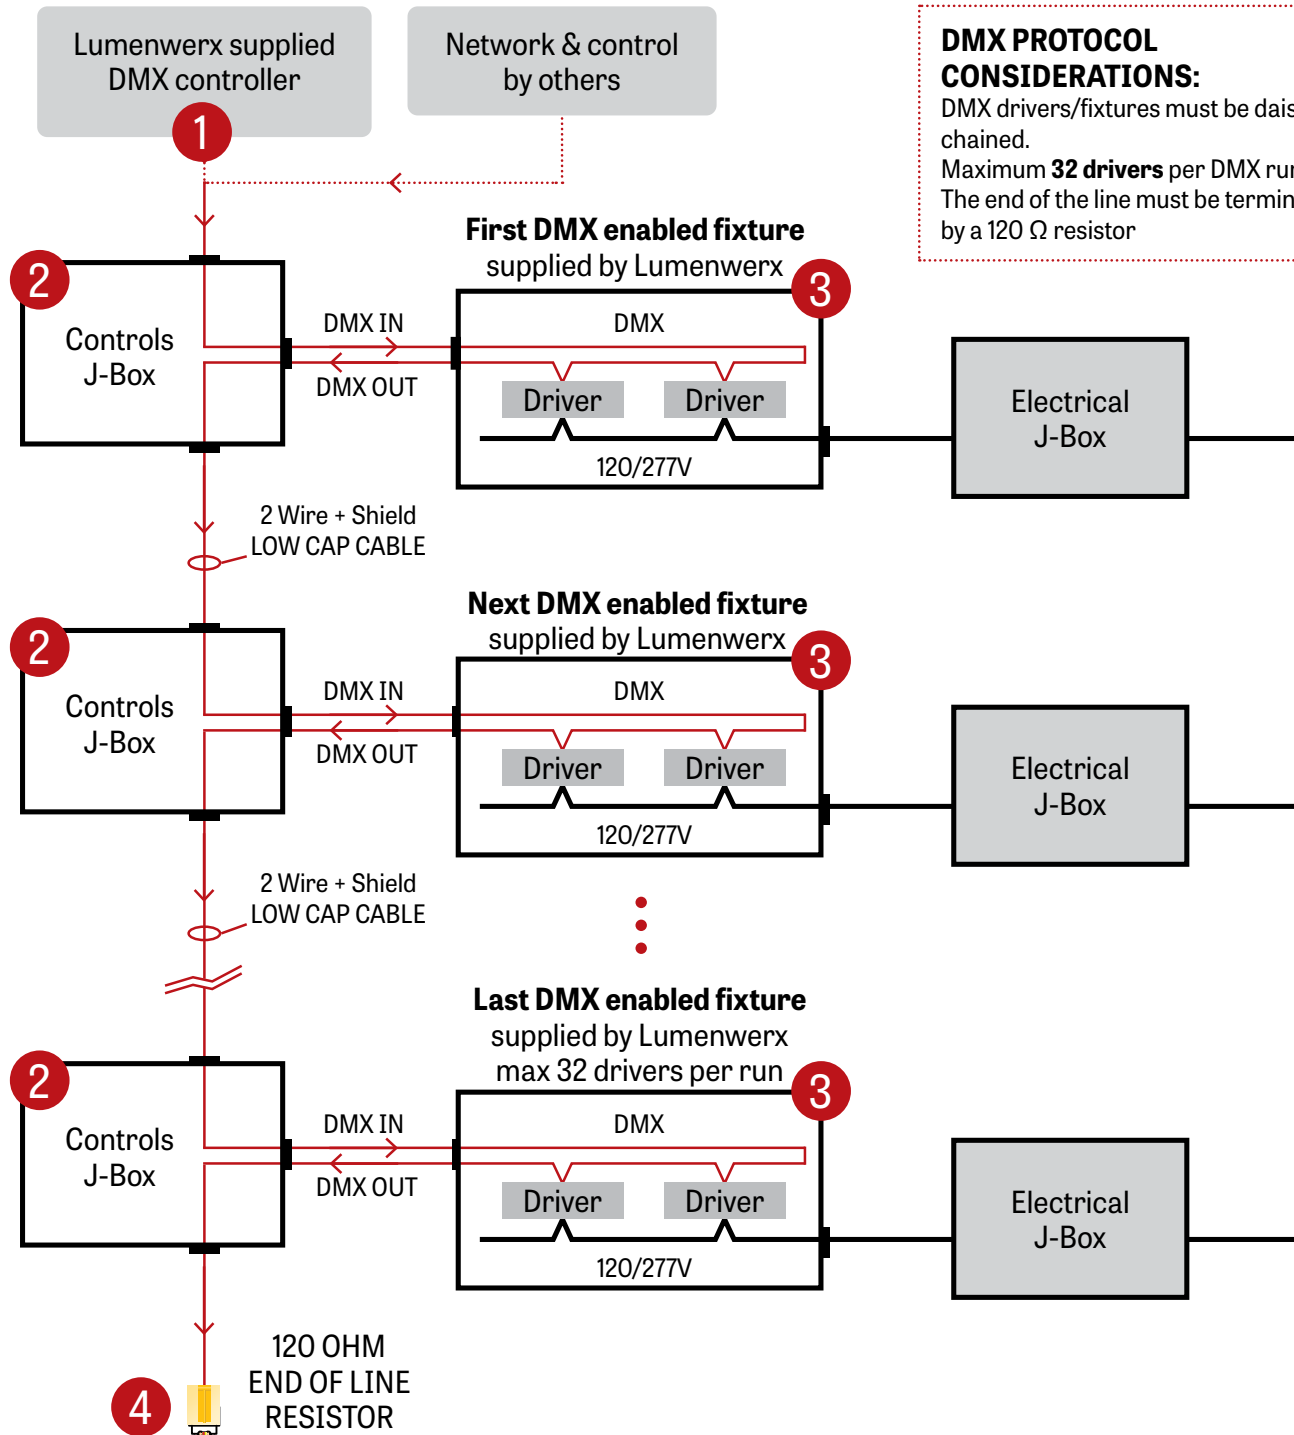 Lumenwerx supplied
DMX controller
1
Network & control
by others
DMX PROTOCOL
CONSIDERATIONS:
DMX drivers/fixtures must be dais
chained.
Maximum 32 drivers per DMX run
The end of the line must be termin
by a 120 Ω resistor
2
Controls
J-Box
DMX IN
DMX OUT
First DMX enabled fixture
supplied by Lumenwerx
3
DMX
Driver
Driver
120/277V
Electrical
J-Box
2 Wire + Shield
LOW CAP CABLE
2
Controls
J-Box
DMX IN
DMX OUT
Next DMX enabled fixture
supplied by Lumenwerx
3
DMX
Driver
Driver
120/277V
Electrical
J-Box
2 Wire + Shield
LOW CAP CABLE
2
Controls
J-Box
DMX IN
DMX OUT
Last DMX enabled fixture
supplied by Lumenwerx
max 32 drivers per run
3
DMX
Driver
Driver
120/277V
Electrical
J-Box
4
120 OHM
END OF LINE
RESISTOR